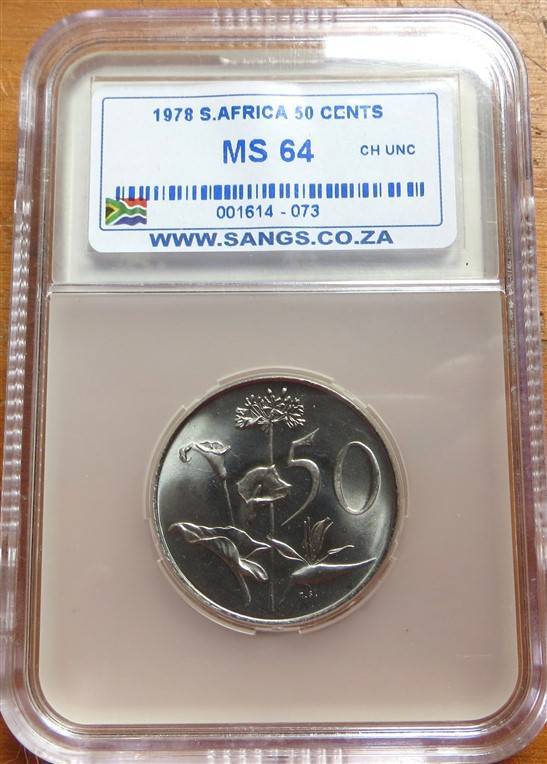 1978 S.AFRICA 50 CENTS
MS 64 CH UNC
001614 - 073
WWW.SANGS.CO.ZA
50